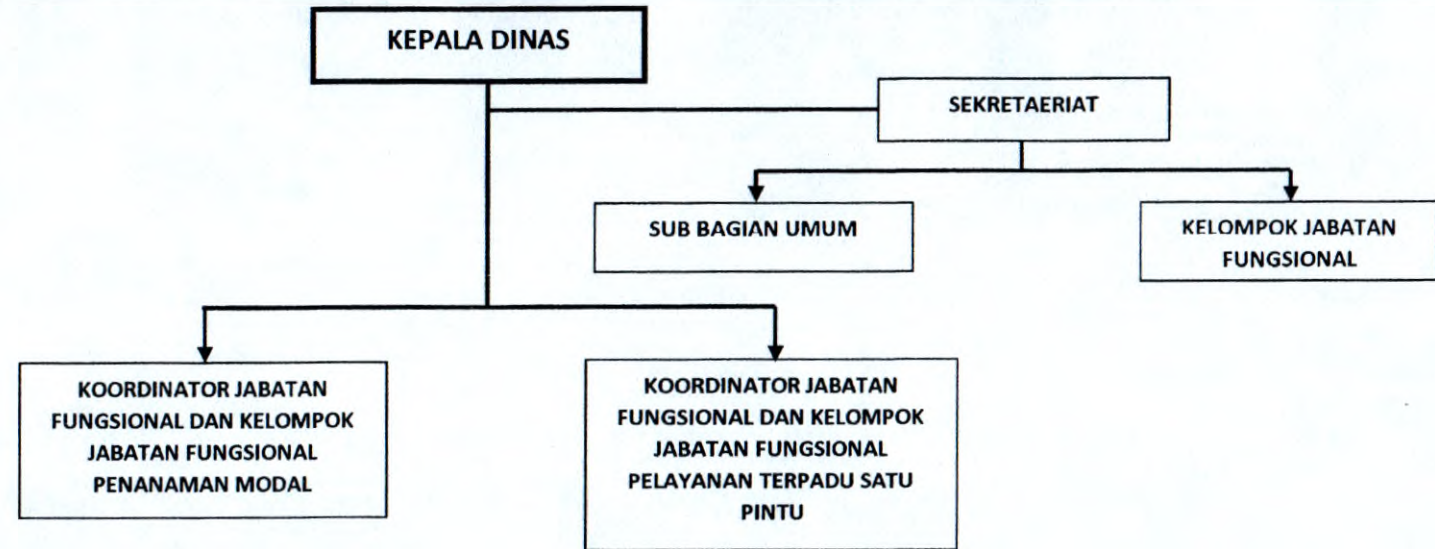 KEPALA DINAS
SEKRETAERIAT
SUB BAGIAN UMUM
KELOMPOK JABATAN
FUNGSIONAL
KOORDINATOR JABATAN
FUNGSIONAL DAN KELOMPOK
JABATAN FUNGSIONAL
PENANAMAN MODAL
KOORDINATOR JABATAN
FUNGSIONAL DAN KELOMPOK
JABATAN FUNGSIONAL
PELAYANAN TERPADU SATU
PINTU